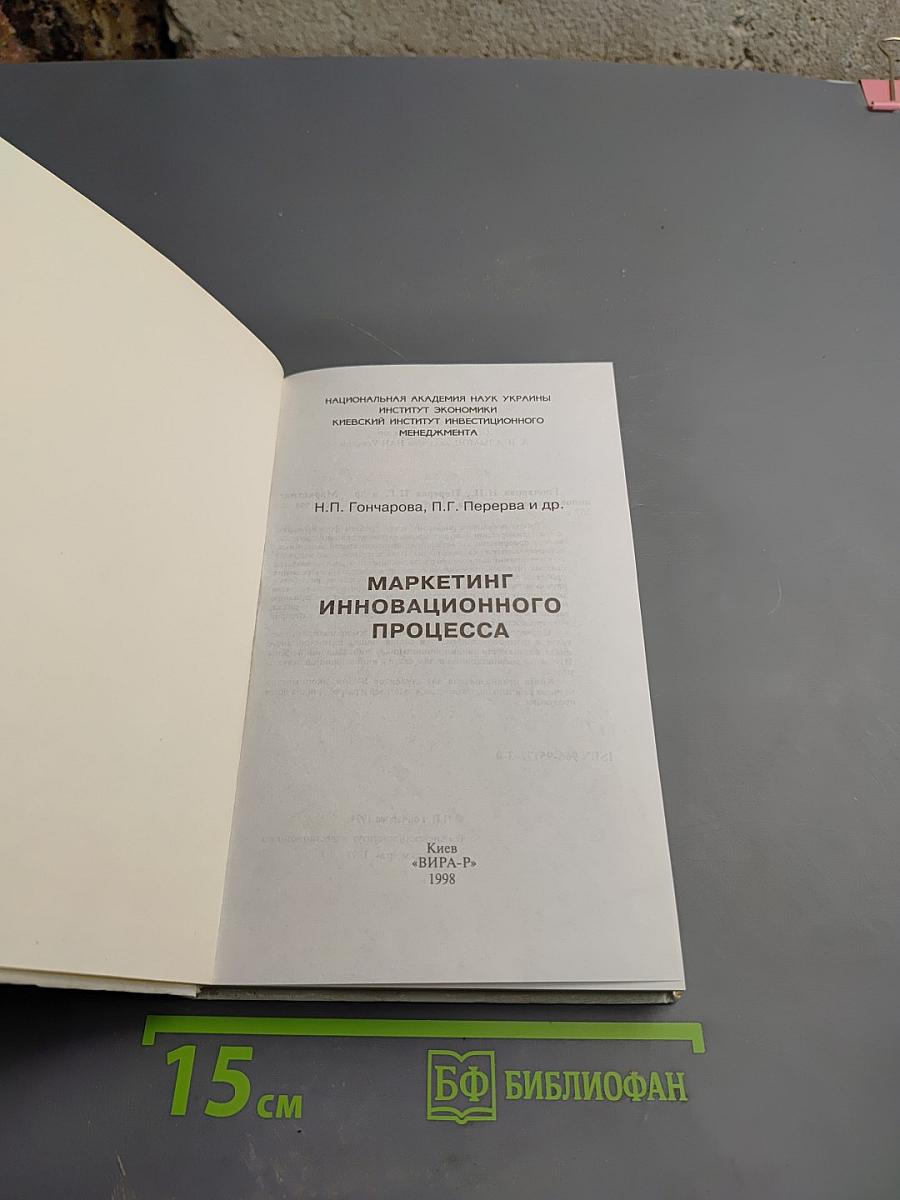 НАЦИОНАЛЬНАЯ АКАДЕМИЯ НАУК УКРАИНЫ
ИНСТИТУТ ЭКОНОМИКИ
КИЕВСКИЙ ИНСТИТУТ ИНВЕСТИЦИОННОГО
МЕНЕДЖМЕНТА
Н.П. Гончарова, П.Г. Перерва и др.
МАРКЕТИНГ
ИННОВАЦИОННОГО
ПРОЦЕССА
Киев
«ВИРА-Р»
1998
15 см
БФ БИБЛИОФАН